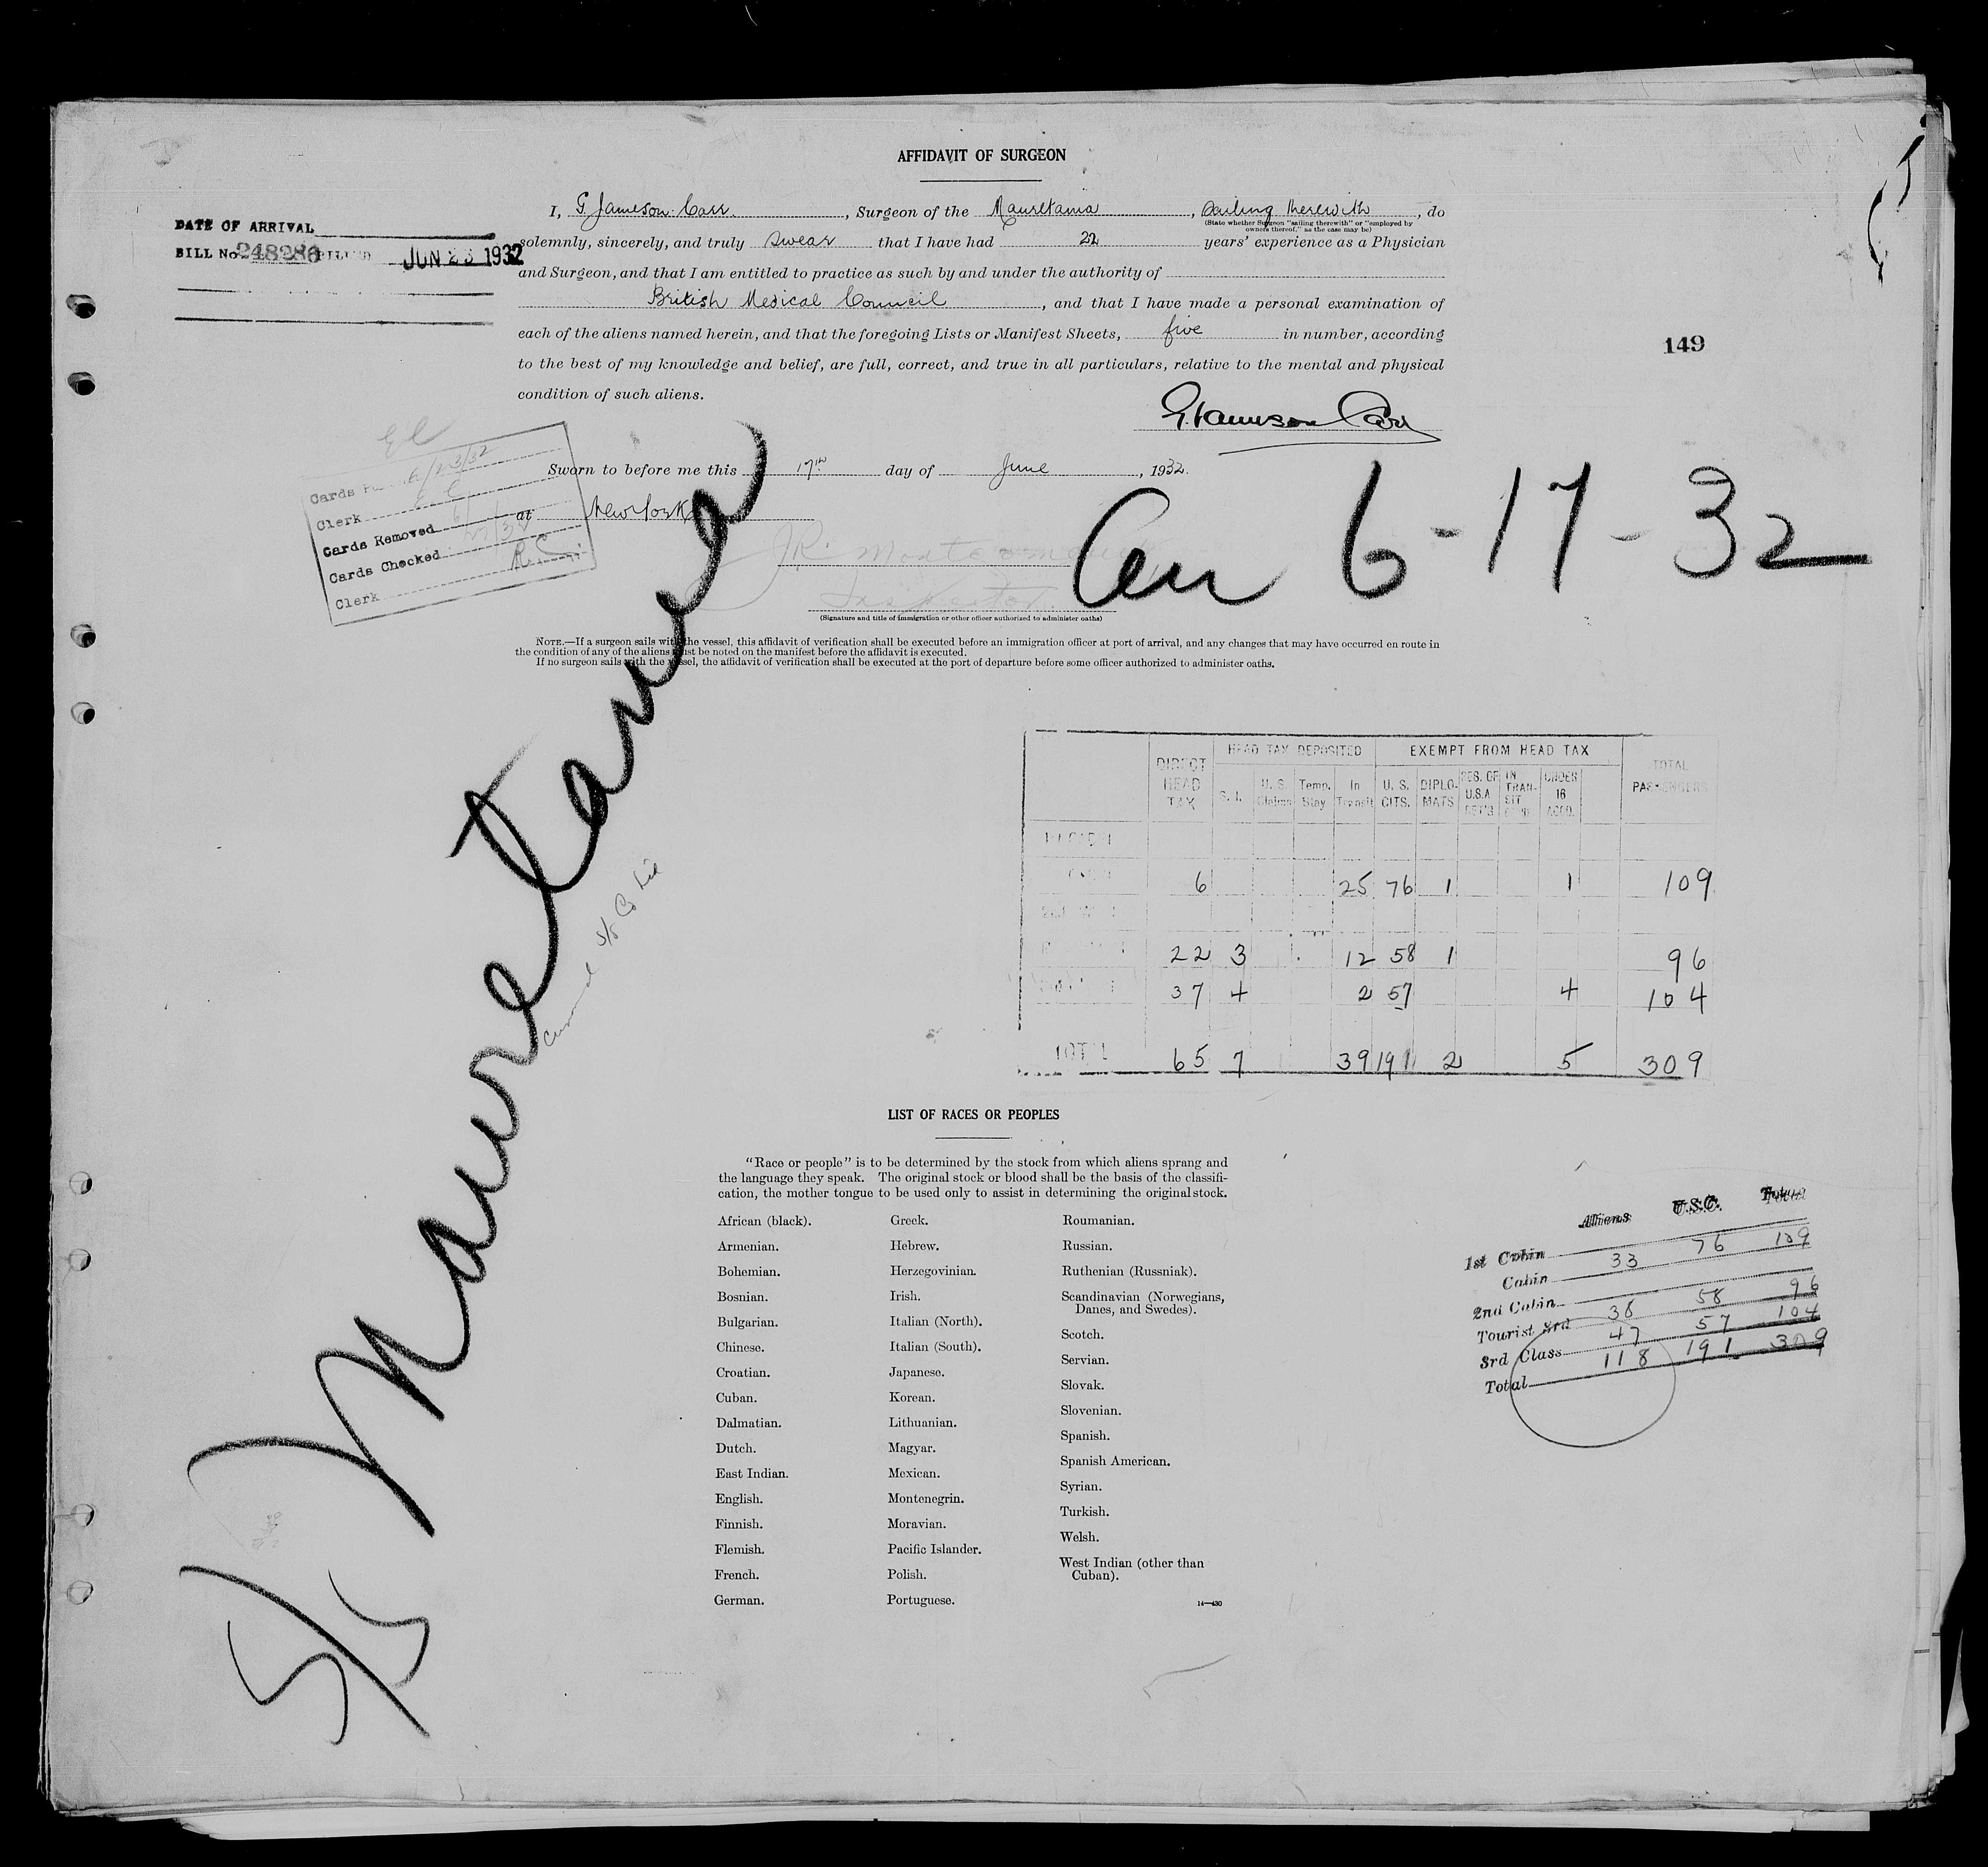 AFFIDAVIT OF SURGEON
I, G Jameson Carr, Surgeon of the Mauretania, Sailing therewith, do
(State whether Surgeon "sailing therewith" or "employed by
owners thereof," as the case may be)
DATE OF ARRIVAL
solemnly, sincerely, and truly swear that I have had 22 years' experience as a Physician
BILL No. 248286 JUN 23 1932
and Surgeon, and that I am entitled to practice as such by and under the authority of
British Medical Council, and that I have made a personal examination of
each of the aliens named herein, and that the foregoing Lists or Manifest Sheets, five in number, according
149
to the best of my knowledge and belief, are full, correct, and true in all particulars, relative to the mental and physical
condition of such aliens.
G Jameson Carr
Sworn to before me this 17th day of June, 1932.
at New York
Arr 6-17-32
Cards 6/23/32
Clerk
Cards Removed
Cards Checked
Clerk
Inspector.
(Signature and title of immigration or other officer authorized to administer oaths)
NOTE.—If a surgeon sails with the vessel, this affidavit of verification shall be executed before an immigration officer at port of arrival, and any changes that may have occurred en route in
the condition of any of the aliens must be noted on the manifest before the affidavit is executed.
If no surgeon sails with the vessel, the affidavit of verification shall be executed at the port of departure before some officer authorized to administer oaths.
S/S Mauretania
Cunard S/S Co Ltd
DIRECT HEAD TAX HEAD TAX DEPOSITED EXEMPT FROM HEAD TAX TOTAL PASSENGERS
S. I. U. S. Claims Temp. Stay In Transit U. S. CITS. DIPLO- MATS RES. OF U.S.A IN TRAN- SIT UNDER 16 ACCD.
6 25 76 1 1 109
22 3 12 58 1 96
37 4 2 57 4 104
TOTAL 65 7 39 191 2 5 309
LIST OF RACES OR PEOPLES
"Race or people" is to be determined by the stock from which aliens sprang and
the language they speak. The original stock or blood shall be the basis of the classifi-
cation, the mother tongue to be used only to assist in determining the original stock.
African (black).
Armenian.
Bohemian.
Bosnian.
Bulgarian.
Chinese.
Croatian.
Cuban.
Dalmatian.
Dutch.
East Indian.
English.
Finnish.
Flemish.
French.
German.
Greek.
Hebrew.
Herzegovinian.
Irish.
Italian (North).
Italian (South).
Japanese.
Korean.
Lithuanian.
Magyar.
Mexican.
Montenegrin.
Moravian.
Pacific Islander.
Polish.
Portuguese.
Roumanian.
Russian.
Ruthenian (Russniak).
Scandinavian (Norwegians,
Danes, and Swedes).
Scotch.
Servian.
Slovak.
Slovenian.
Spanish.
Spanish American.
Syrian.
Turkish.
Welsh.
West Indian (other than
Cuban).
14—430
Aliens U.S.C. Total
1st Cabin 33 76 109
Cabin
2nd Cabin
Tourist 3rd 38 58 96
3rd Class 47 57 104
Total 118 191 309